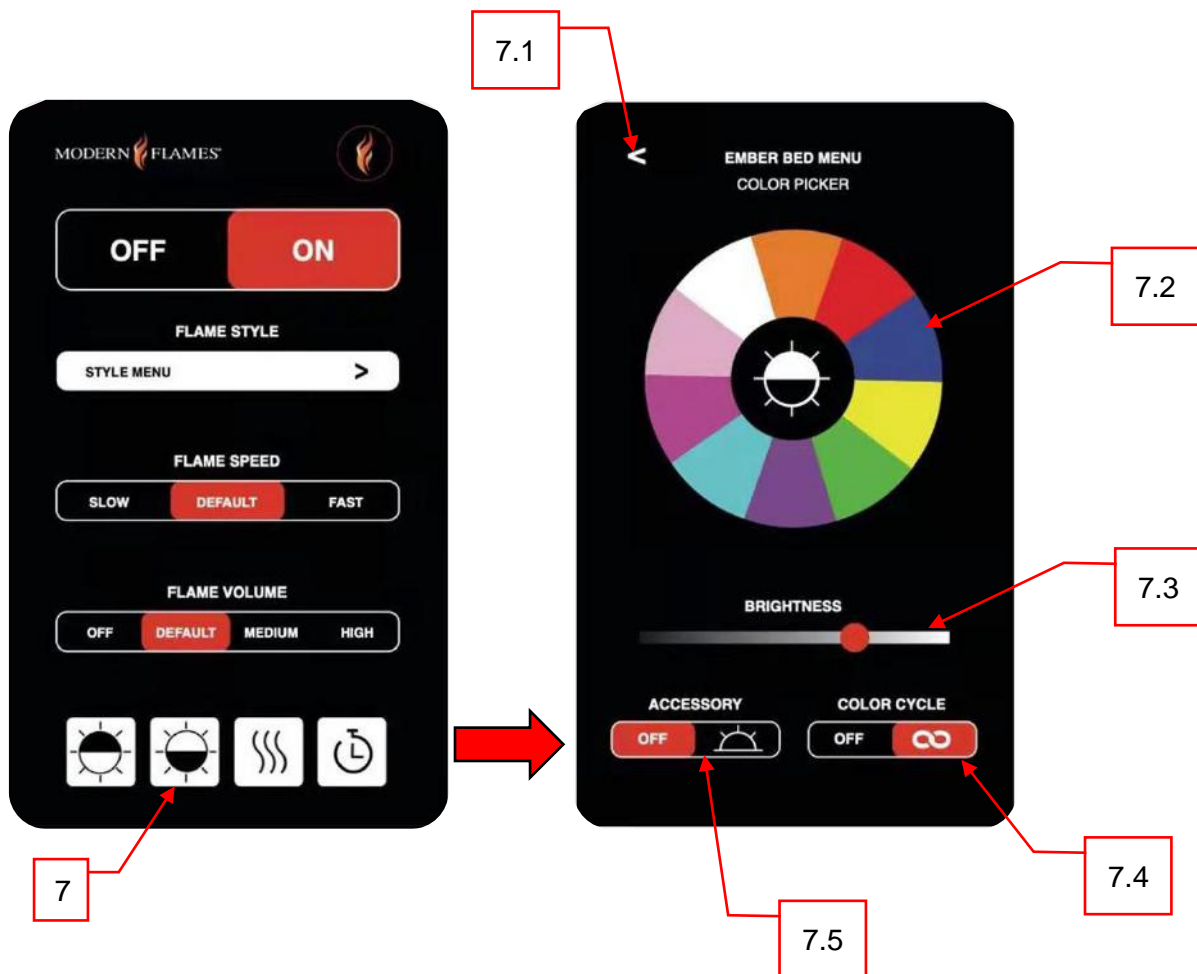 7.1
MODERN FLAMES®
OFF ON
FLAME STYLE
STYLE MENU >
FLAME SPEED
SLOW DEFAULT FAST
FLAME VOLUME
OFF DEFAULT MEDIUM HIGH
7
< EMBER BED MENU
COLOR PICKER
7.2
BRIGHTNESS
7.3
ACCESSORY COLOR CYCLE
OFF OFF
7.4
7.5